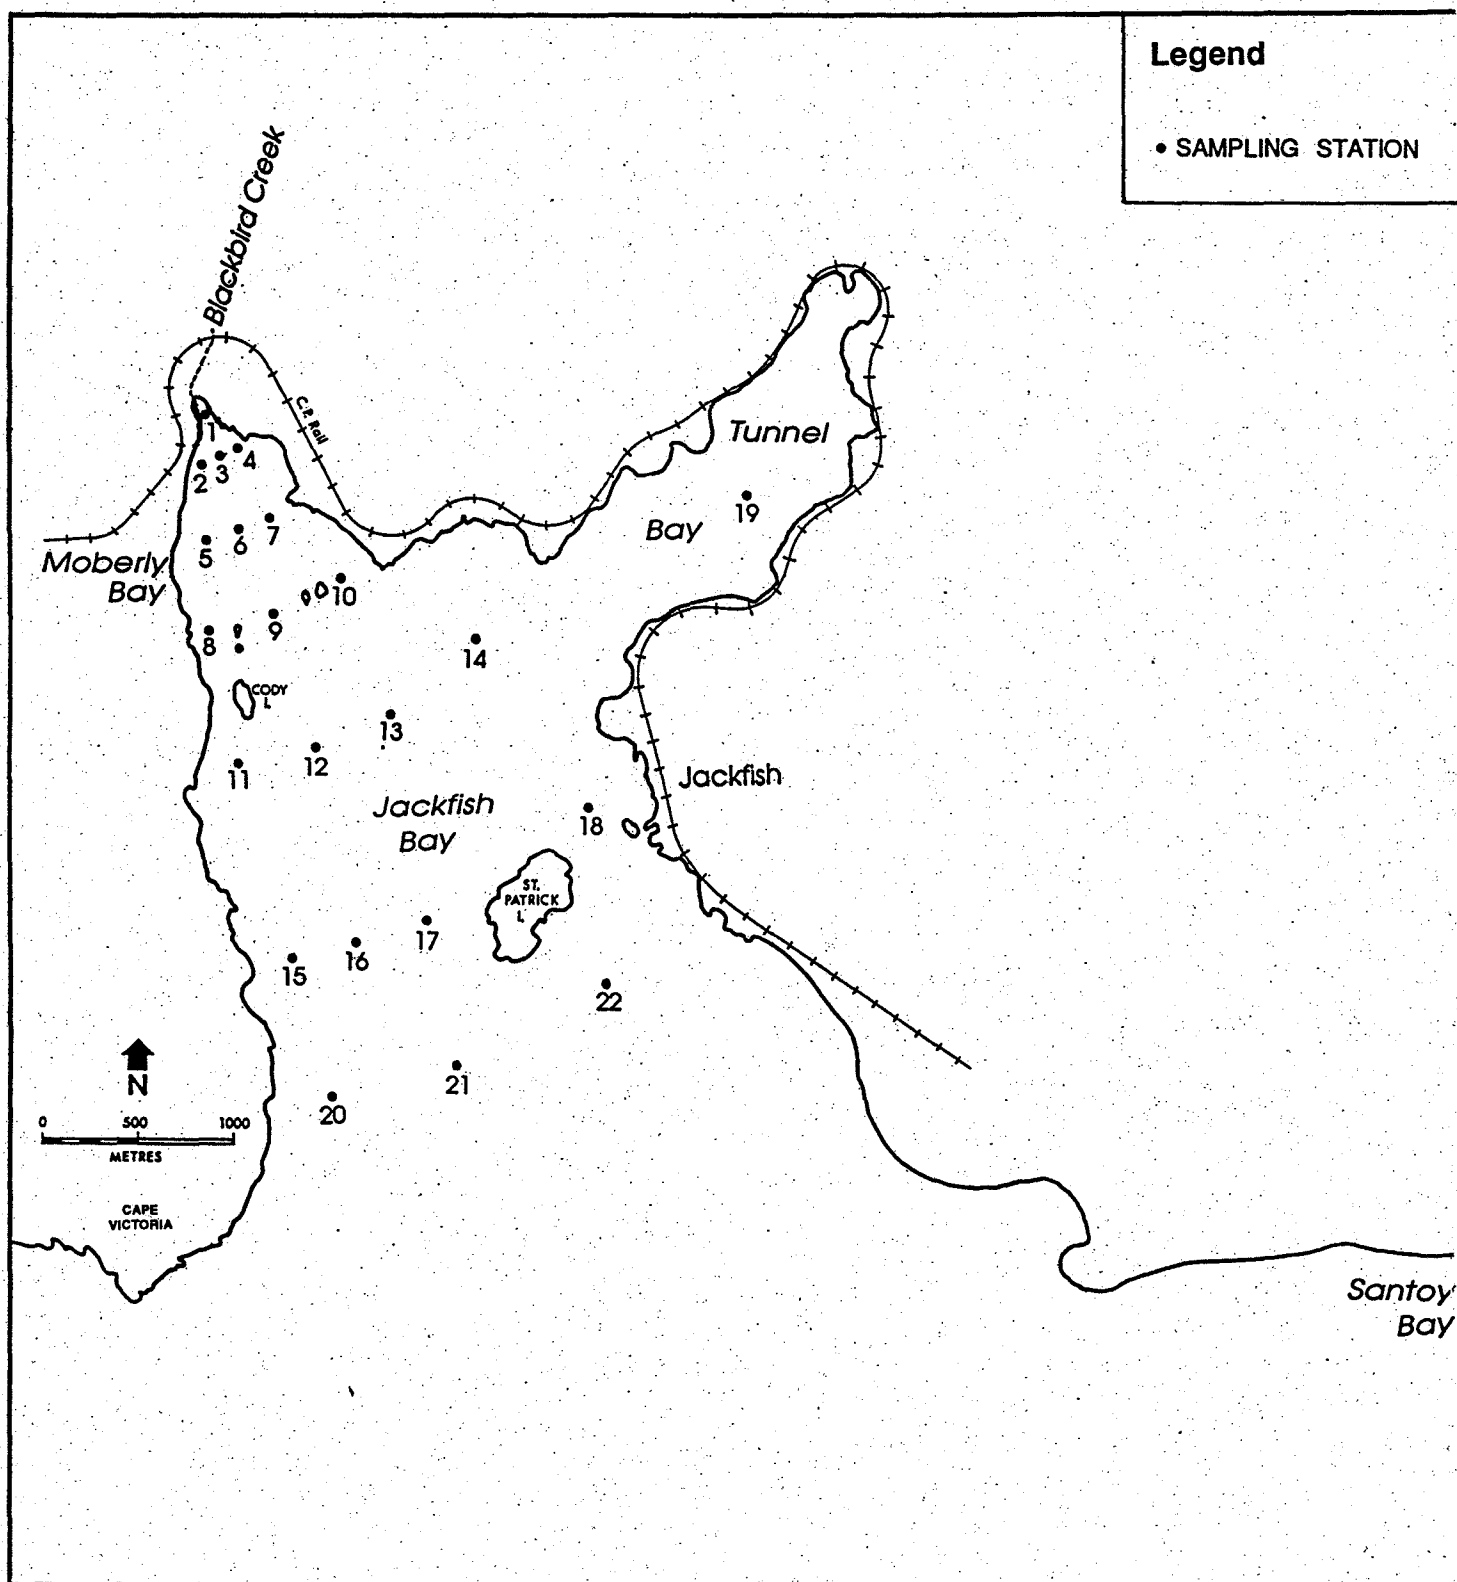 Legend
• SAMPLING STATION
Blackbird Creek
C.P. Rail
1
4
3
2
Tunnel
Bay
19
7
6
5
Moberly
Bay
10
9
8
14
CODY
I.
13
12
11
Jackfish
Jackfish
Bay
18
ST.
PATRICK
I.
17
16
15
22
21
20
N
0 500 1000
METRES
CAPE
VICTORIA
Santoy
Bay